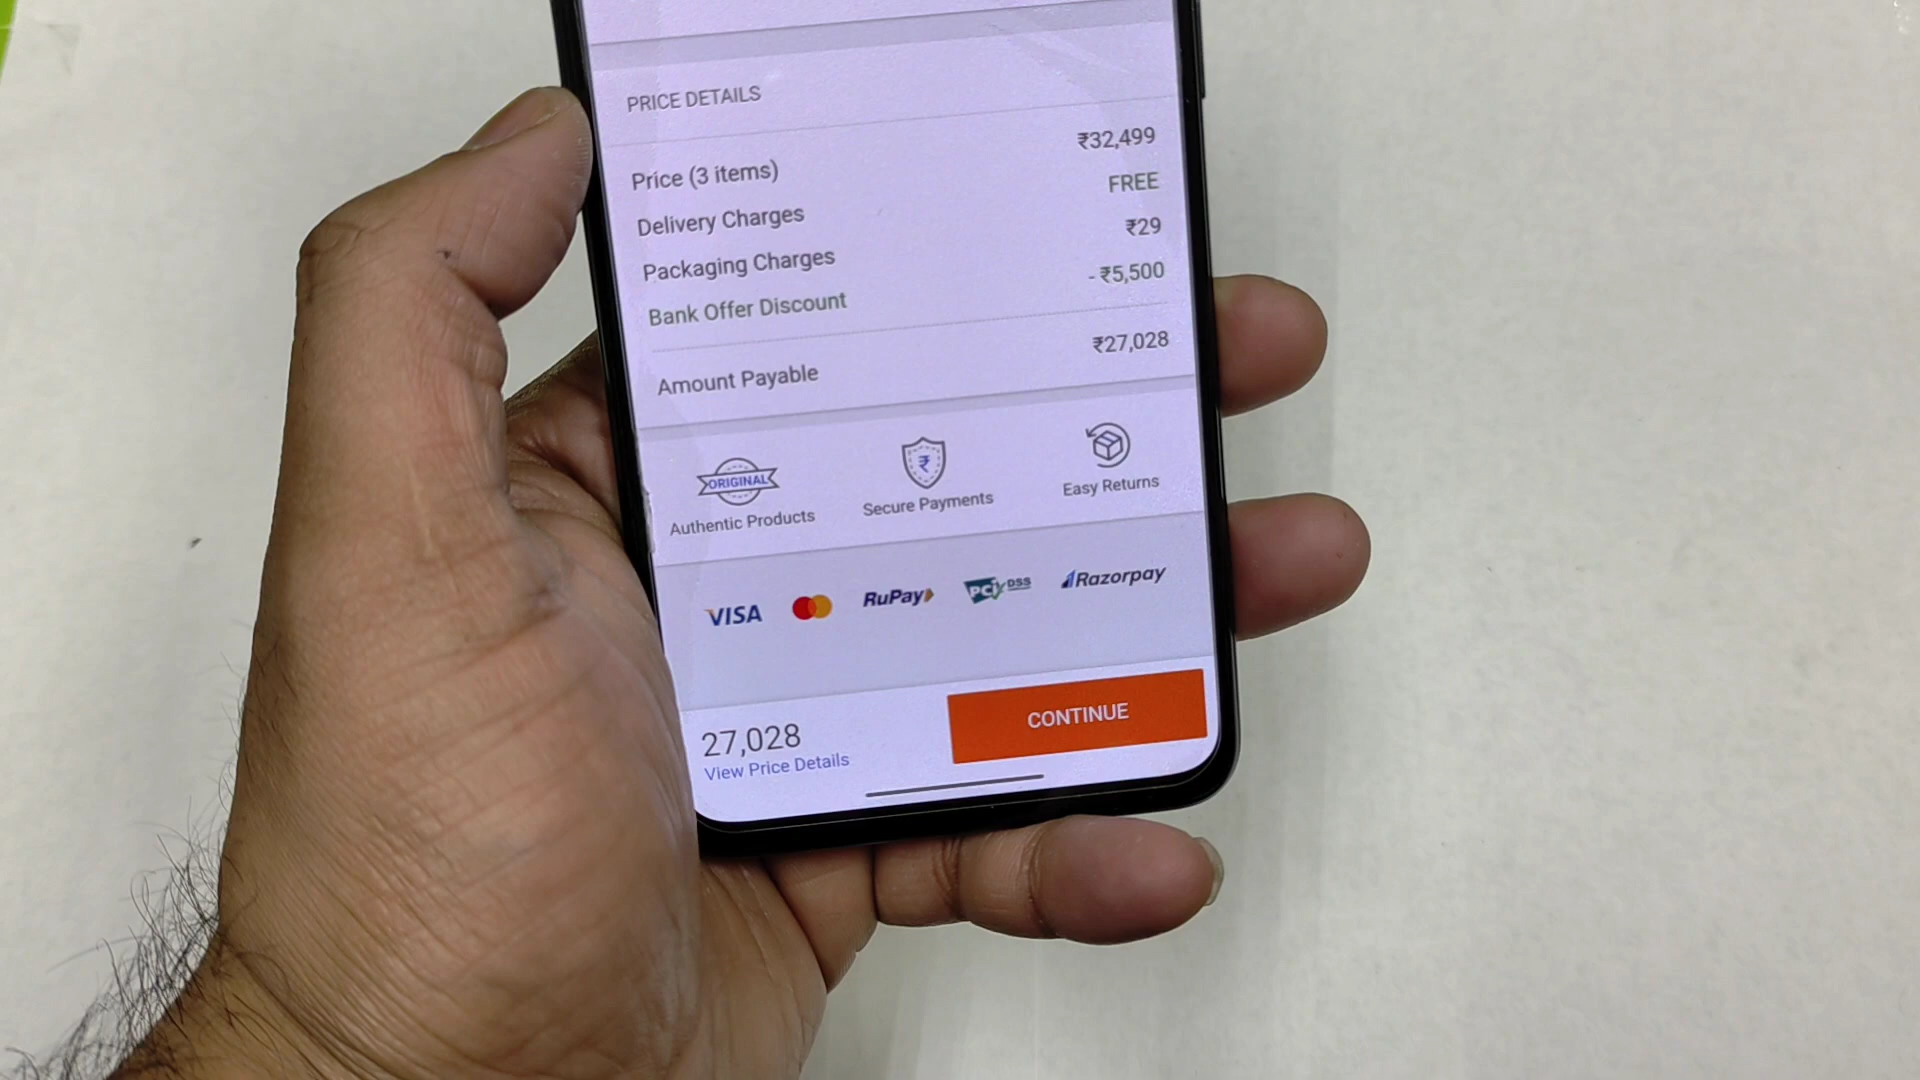 PRICE DETAILS
Price (3 items) ₹32,499
Delivery Charges FREE
Packaging Charges ₹29
Bank Offer Discount - ₹5,500
Amount Payable ₹27,028
ORIGINAL
Authentic Products
₹
Secure Payments
Easy Returns
VISA RuPay PCI DSS Razorpay
27,028
View Price Details
CONTINUE